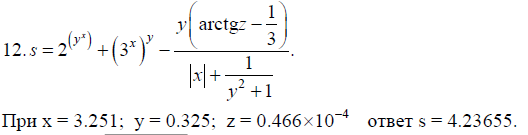 12. s = 2^(y^x) + (3^x)^y − y(arctgz − 1/3) / (|x| + 1/(y² + 1)).
При x = 3.251; y = 0.325; z = 0.466×10⁻⁴ ответ s = 4.23655.